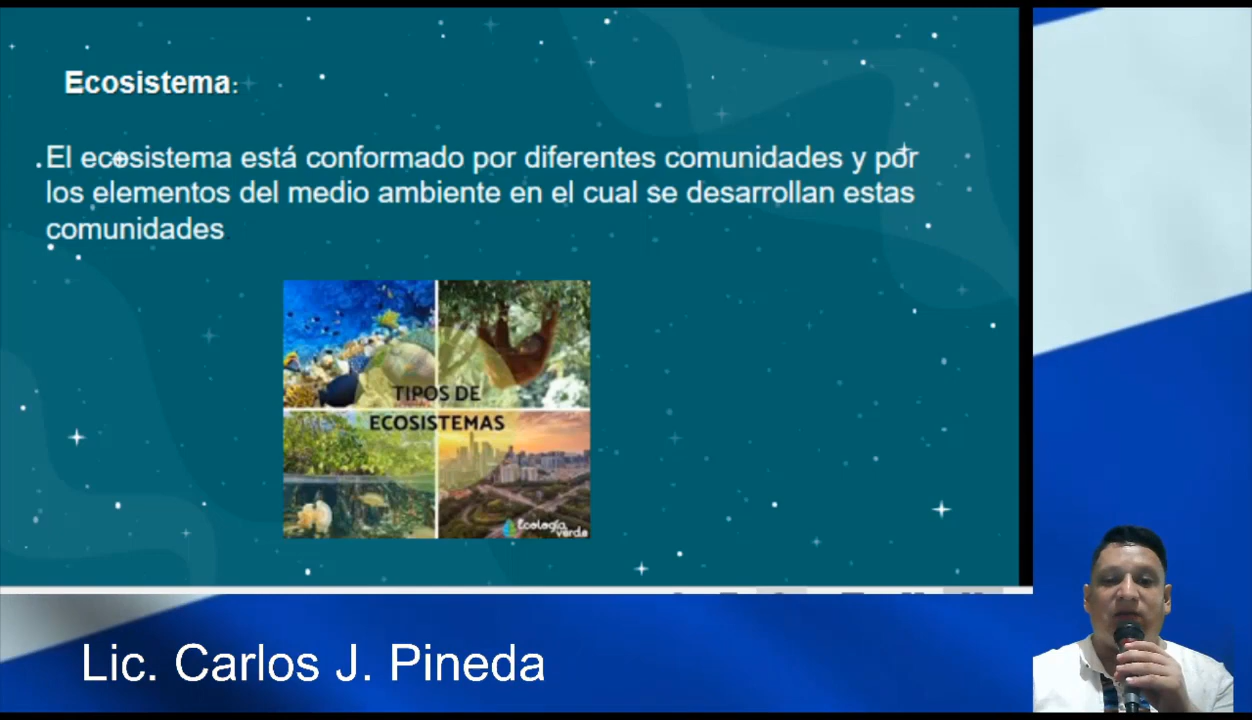 Ecosistema:
.El ecosistema está conformado por diferentes comunidades y por
los elementos del medio ambiente en el cual se desarrollan estas
comunidades
TIPOS DE
ECOSISTEMAS
Ecología
verde
Lic. Carlos J. Pineda